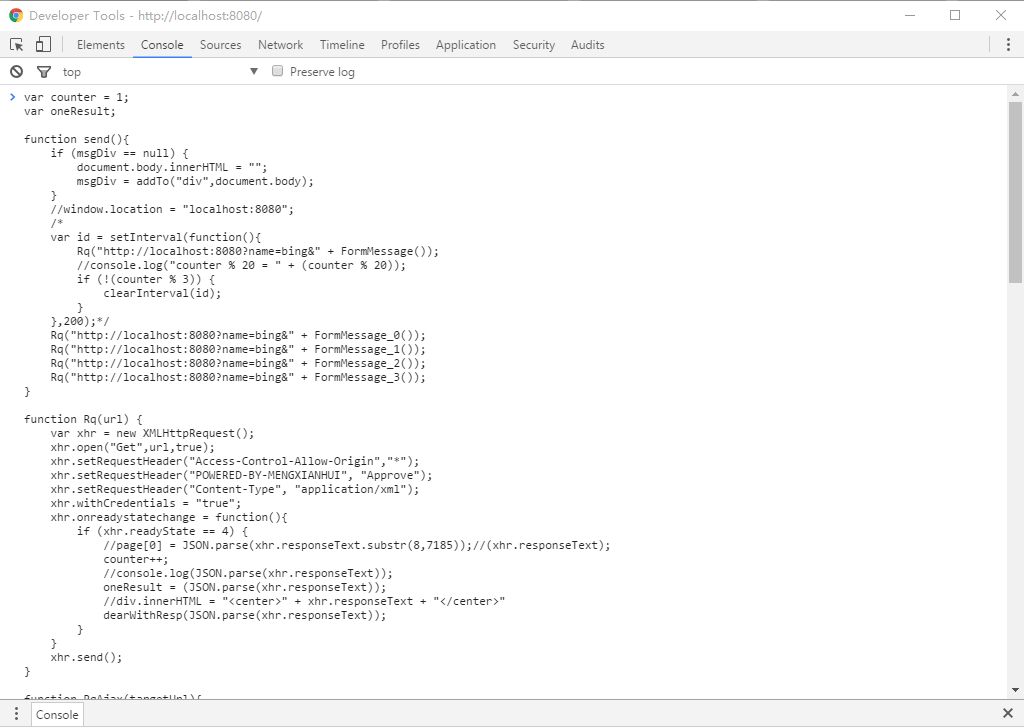 Developer Tools - http://localhost:8080/
Elements Console Sources Network Timeline Profiles Application Security Audits
top Preserve log
var counter = 1;
var oneResult;
function send(){
if (msgDiv == null) {
document.body.innerHTML = "";
msgDiv = addTo("div",document.body);
}
//window.location = "localhost:8080";
/*
var id = setInterval(function(){
Rq("http://localhost:8080?name=bing&" + FormMessage());
//console.log("counter % 20 = " + (counter % 20));
if (!(counter % 3)) {
clearInterval(id);
}
},200);*/
Rq("http://localhost:8080?name=bing&" + FormMessage_0());
Rq("http://localhost:8080?name=bing&" + FormMessage_1());
Rq("http://localhost:8080?name=bing&" + FormMessage_2());
Rq("http://localhost:8080?name=bing&" + FormMessage_3());
}
function Rq(url) {
var xhr = new XMLHttpRequest();
xhr.open("Get",url,true);
xhr.setRequestHeader("Access-Control-Allow-Origin","*");
xhr.setRequestHeader("POWERED-BY-MENGXIANHUI", "Approve");
xhr.setRequestHeader("Content-Type", "application/xml");
xhr.withCredentials = "true";
xhr.onreadystatechange = function(){
if (xhr.readyState == 4) {
//page[0] = JSON.parse(xhr.responseText.substr(8,7185));//(xhr.responseText);
counter++;
//console.log(JSON.parse(xhr.responseText));
oneResult = (JSON.parse(xhr.responseText));
//div.innerHTML = "<center>" + xhr.responseText + "</center>"
dearWithResp(JSON.parse(xhr.responseText));
}
}
xhr.send();
}
function RqAjax(targetUrl){
Console